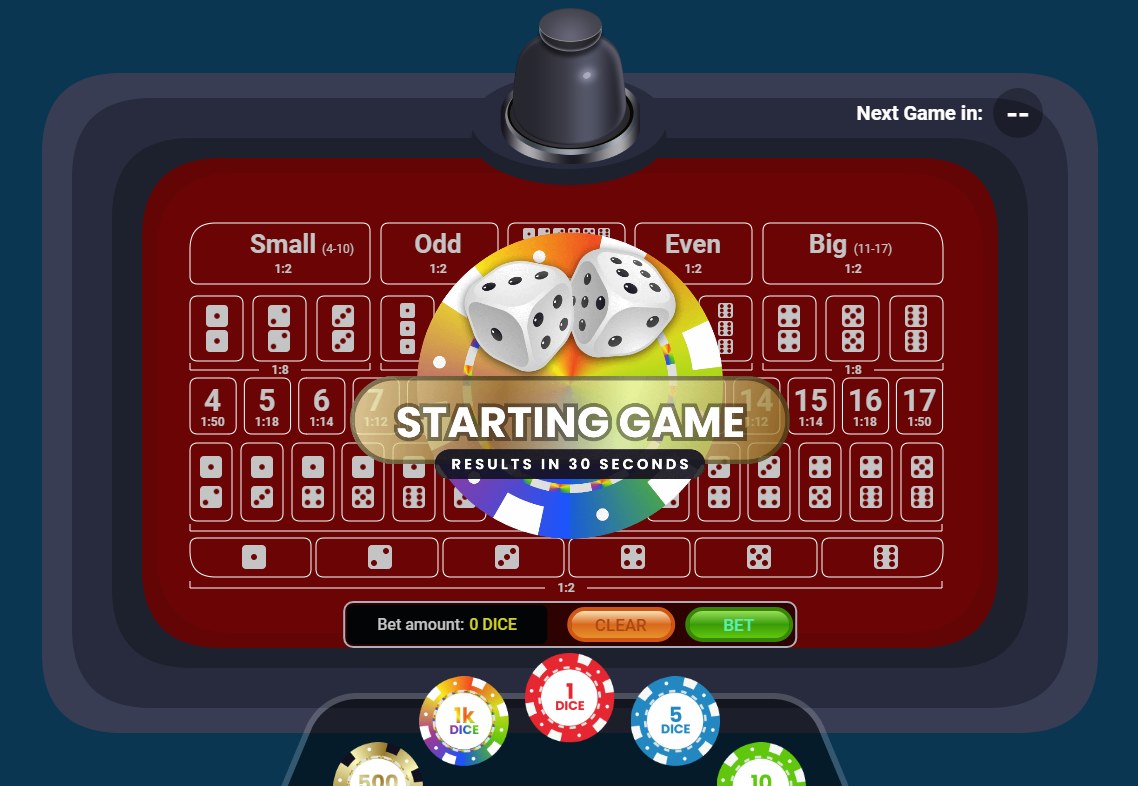 Next Game in: --
Small (4-10)
1:2
Odd
1:2
Even
1:2
Big (11-17)
1:2
1:8
1:8
4
1:50
5
1:18
6
1:14
7
1:12
14
1:12
15
1:14
16
1:18
17
1:50
STARTING GAME
RESULTS IN 30 SECONDS
1:2
Bet amount: 0 DICE
CLEAR
BET
1k
DICE
1
DICE
5
DICE
500
10